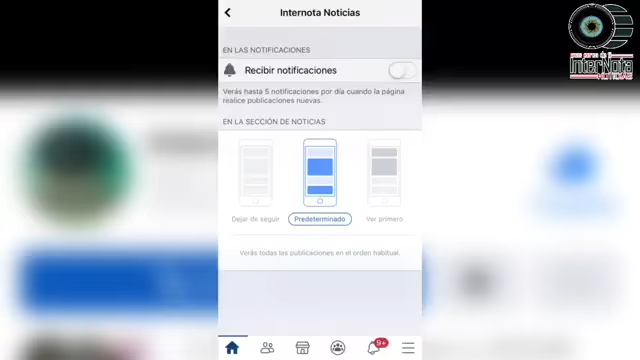 Internota Noticias
EN LAS NOTIFICACIONES
Recibir notificaciones
Verás hasta 5 notificaciones por día cuando la página
realice publicaciones nuevas.
EN LA SECCIÓN DE NOTICIAS
Dejar de seguir
Predeterminado
Ver primero
Verás todas las publicaciones en el orden habitual.
9+
InterNota
NOTICIAS